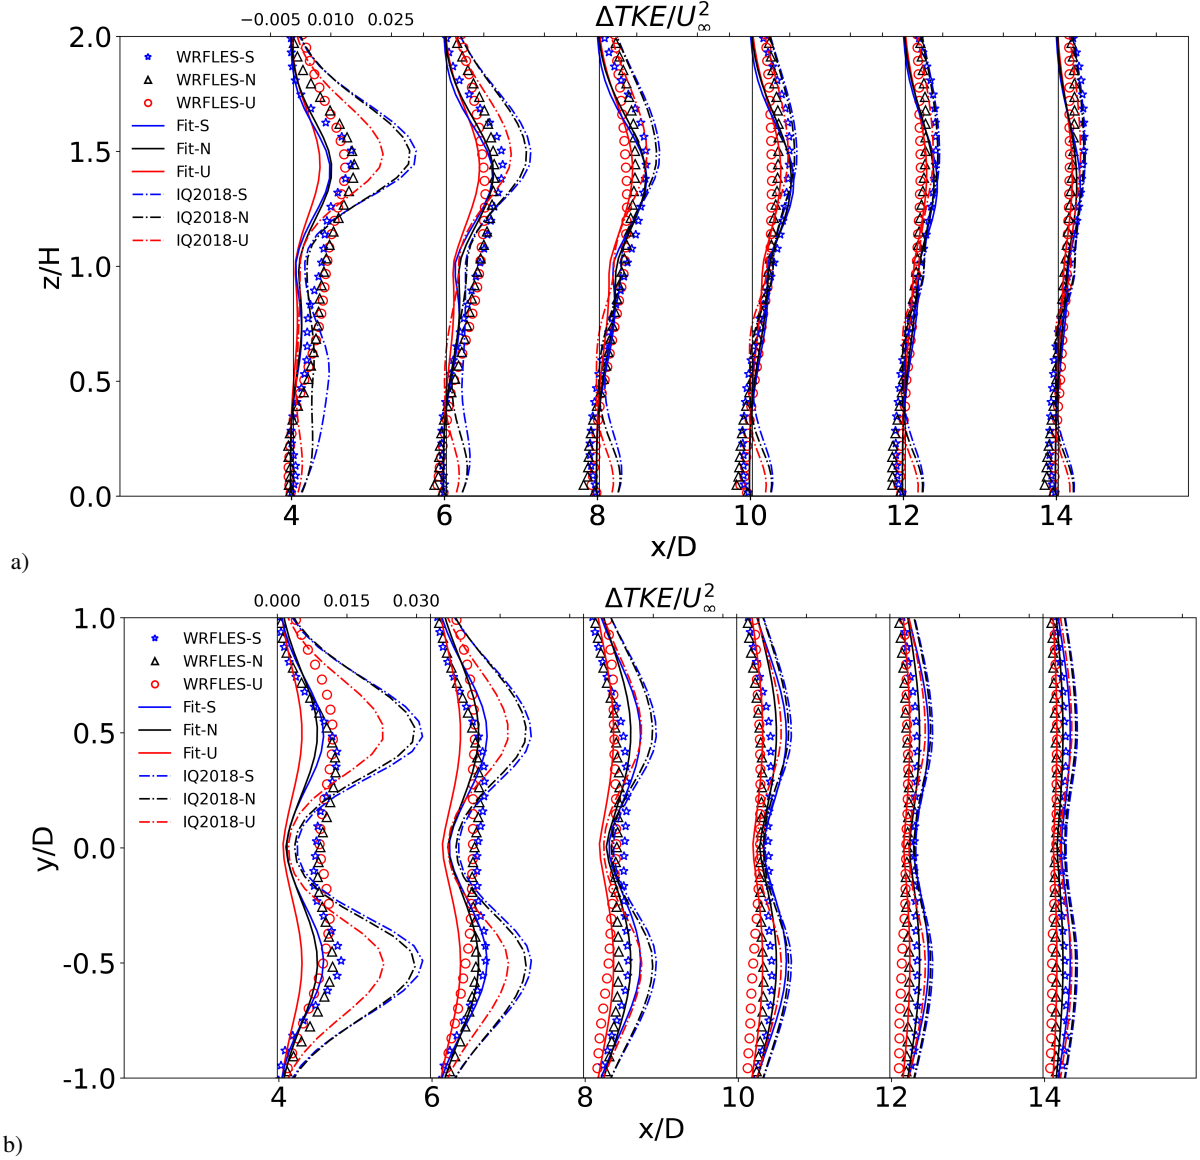 −0.005 0.010 0.025 ΔTKE/U²∞
2.0
1.5
1.0
0.5
0.0
z/H
WRFLES-S
WRFLES-N
WRFLES-U
Fit-S
Fit-N
Fit-U
IQ2018-S
IQ2018-N
IQ2018-U
4 6 8 10 12 14
x/D
a)
0.000 0.015 0.030 ΔTKE/U²∞
1.0
0.5
0.0
-0.5
-1.0
y/D
WRFLES-S
WRFLES-N
WRFLES-U
Fit-S
Fit-N
Fit-U
IQ2018-S
IQ2018-N
IQ2018-U
4 6 8 10 12 14
x/D
b)